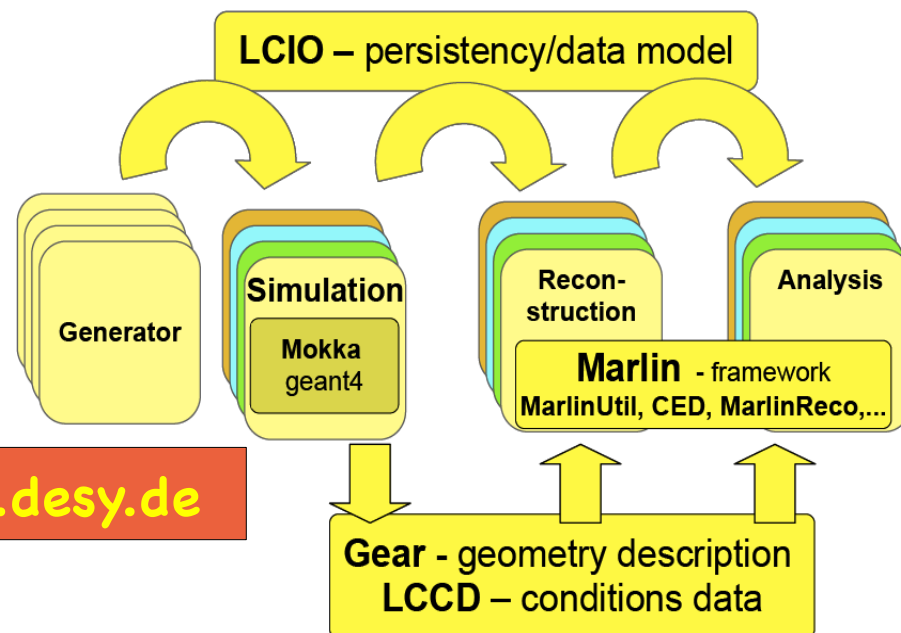 LCIO – persistency/data model
Generator
Simulation
Mokka
geant4
Recon-
struction
Analysis
Marlin - framework
MarlinUtil, CED, MarlinReco,...
.desy.de
Gear - geometry description
LCCD – conditions data